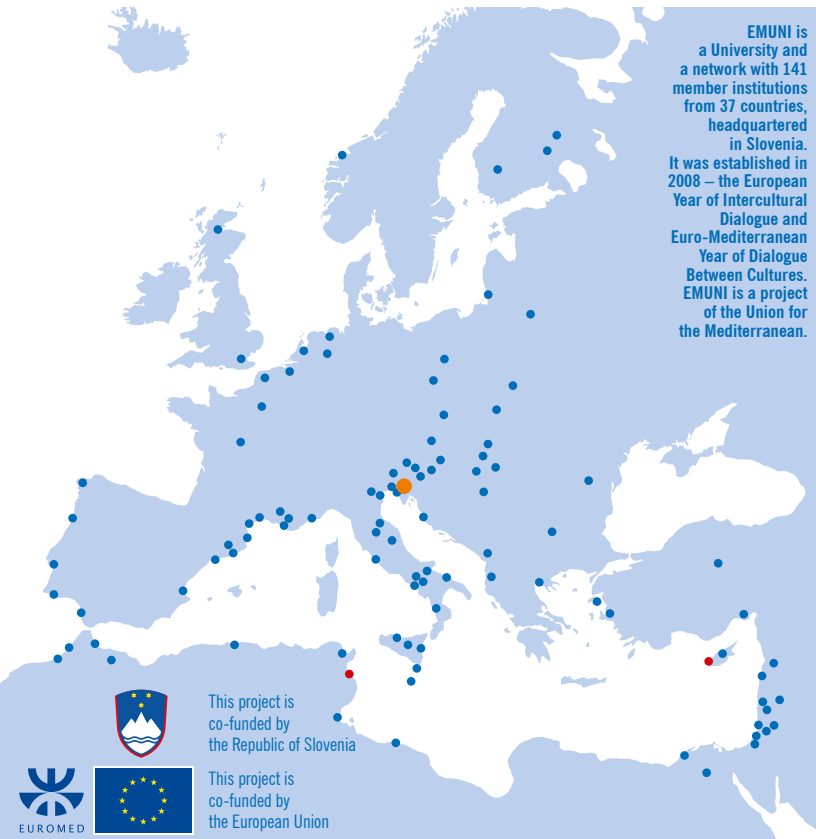 EMUNI is
a University and
a network with 141
member institutions
from 37 countries,
headquartered
in Slovenia.
It was established in
2008 – the European
Year of Intercultural
Dialogue and
Euro-Mediterranean
Year of Dialogue
Between Cultures.
EMUNI is a project
of the Union for
the Mediterranean.
This project is
co-funded by
the Republic of Slovenia
This project is
co-funded by
the European Union
EUROMED